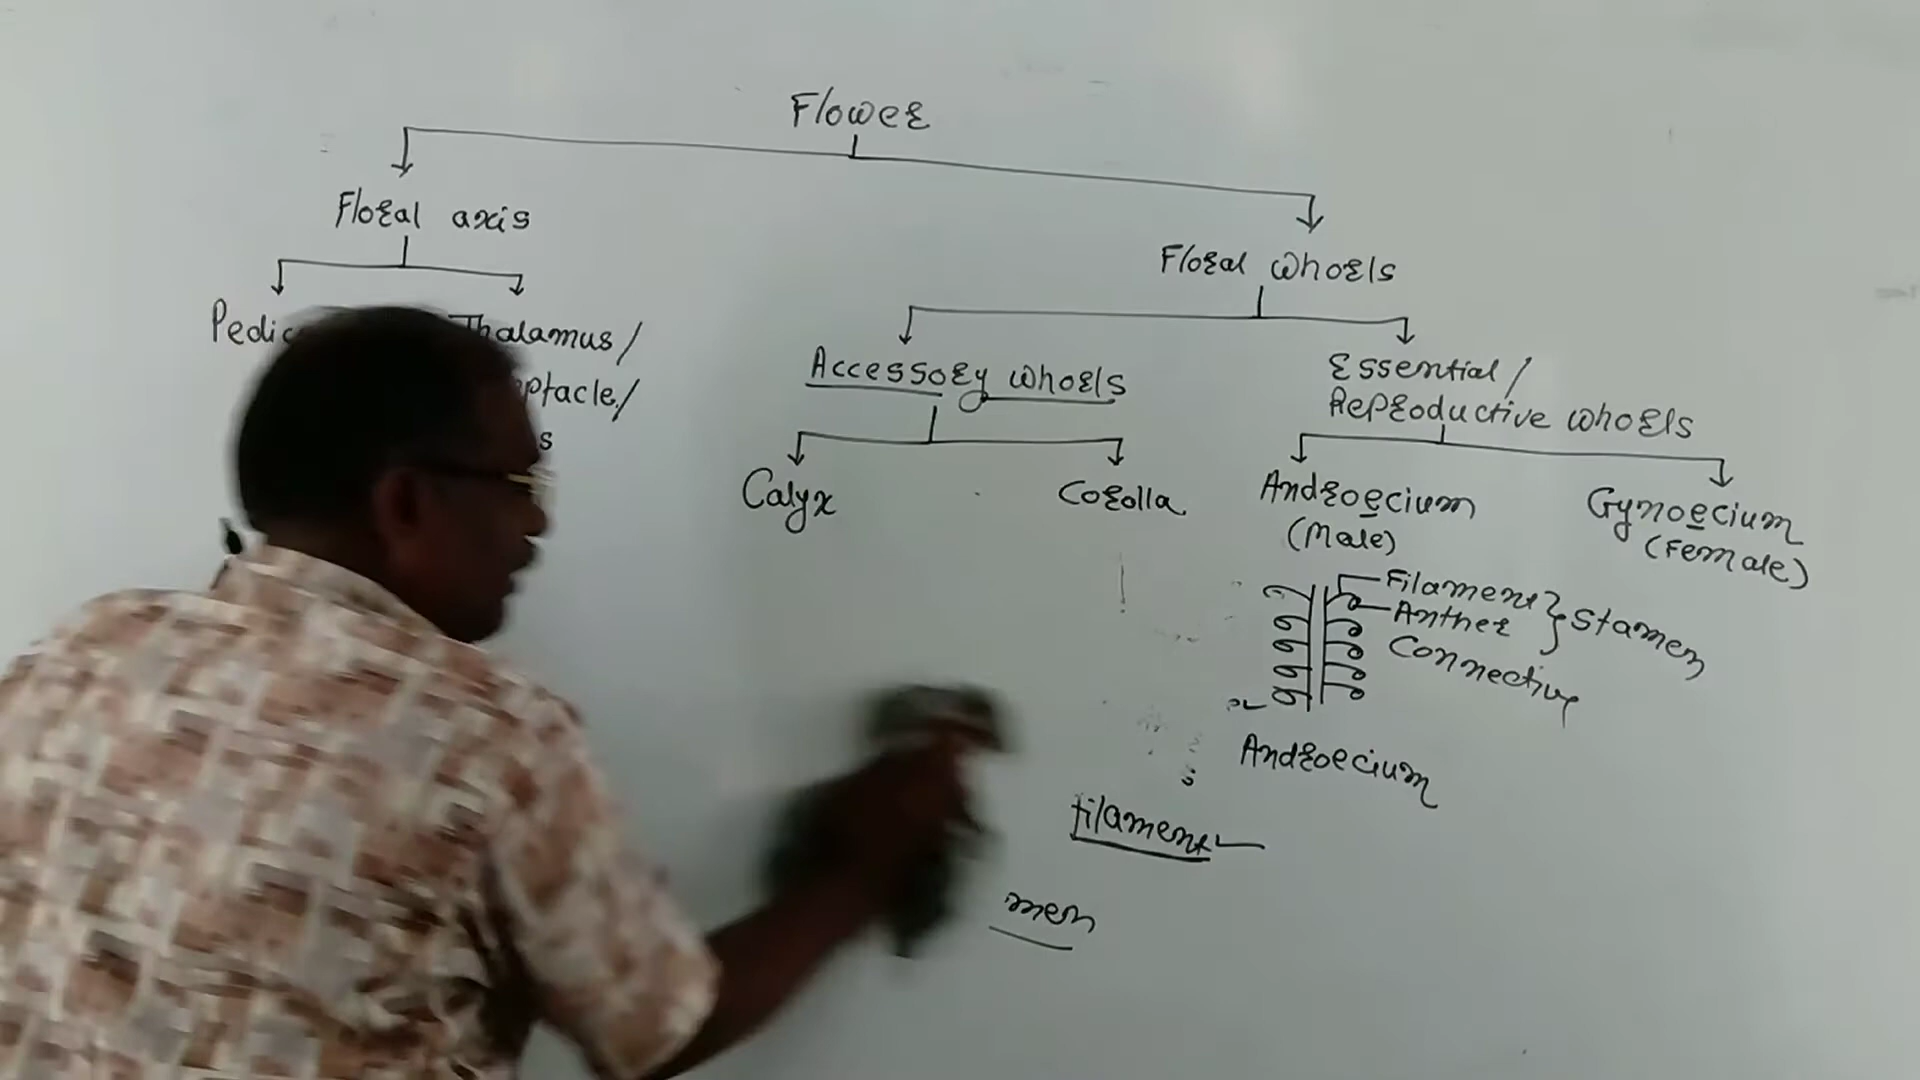 Flower
Floral axis
Floral whorls
Thalamus/
Accessory whorls
Essential/
Reproductive whorls
Calyx
Corolla
Androecium
(Male)
Gynoecium
(Female)
Filament
Anther
Stamen
Connective
Androecium
filament